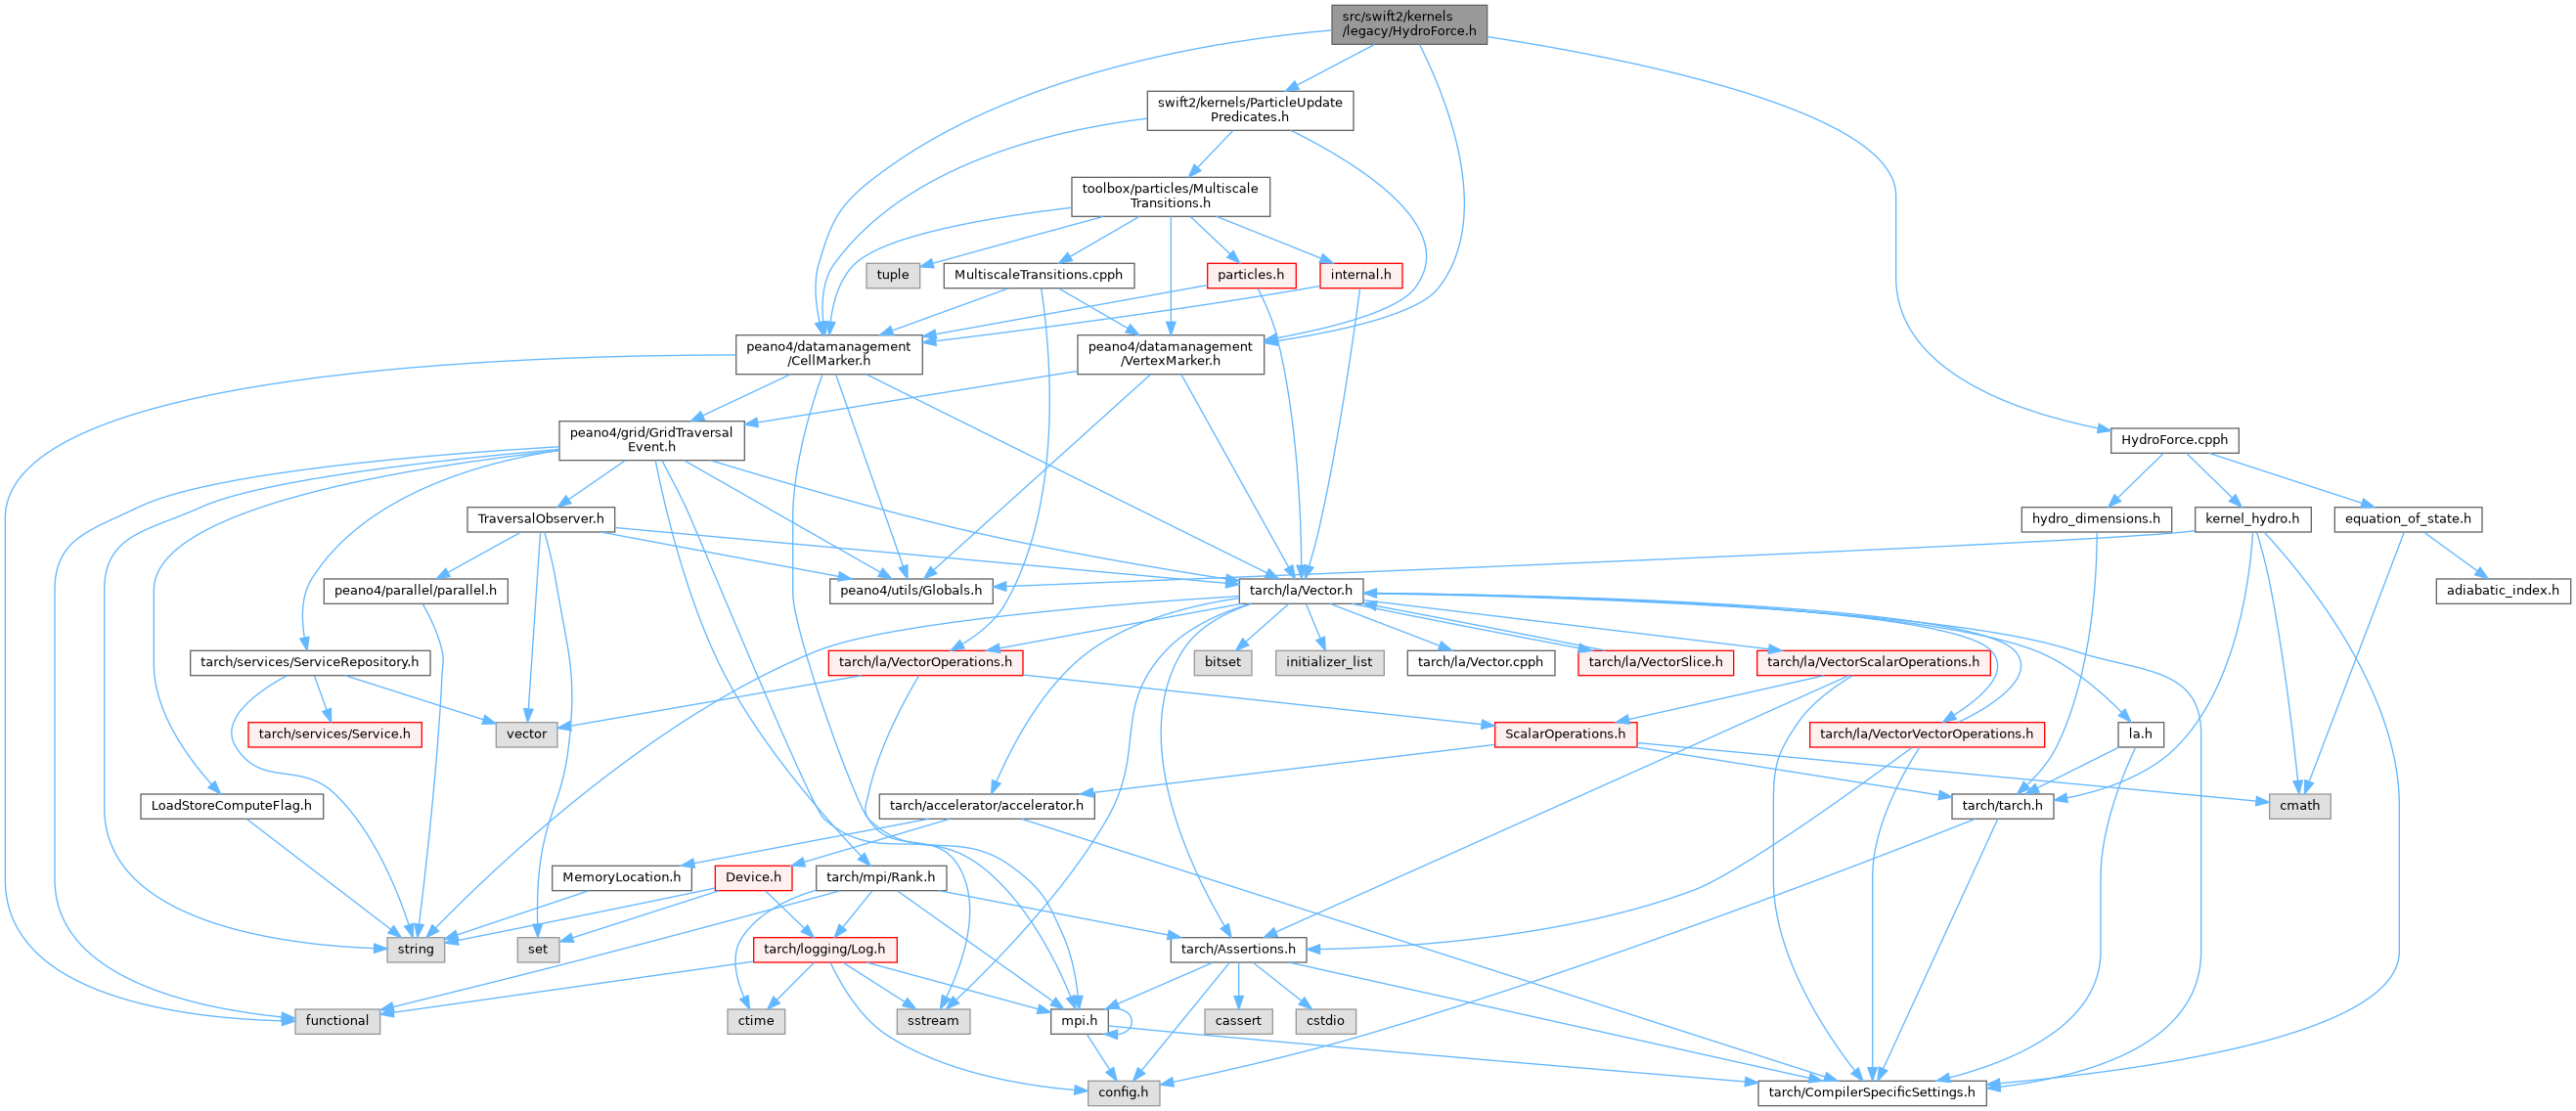 src/swift2/kernels
/legacy/HydroForce.h
swift2/kernels/ParticleUpdate
Predicates.h
toolbox/particles/Multiscale
Transitions.h
tuple
MultiscaleTransitions.cpph
particles.h
internal.h
peano4/datamanagement
/CellMarker.h
peano4/datamanagement
/VertexMarker.h
peano4/grid/GridTraversal
Event.h
HydroForce.cpph
TraversalObserver.h
hydro_dimensions.h
kernel_hydro.h
equation_of_state.h
peano4/parallel/parallel.h
peano4/utils/Globals.h
tarch/la/Vector.h
adiabatic_index.h
tarch/services/ServiceRepository.h
tarch/la/VectorOperations.h
bitset
initializer_list
tarch/la/Vector.cpph
tarch/la/VectorSlice.h
tarch/la/VectorScalarOperations.h
tarch/services/Service.h
vector
ScalarOperations.h
tarch/la/VectorVectorOperations.h
la.h
LoadStoreComputeFlag.h
tarch/accelerator/accelerator.h
tarch/tarch.h
cmath
MemoryLocation.h
Device.h
tarch/mpi/Rank.h
string
set
tarch/logging/Log.h
tarch/Assertions.h
functional
ctime
sstream
mpi.h
cassert
cstdio
config.h
tarch/CompilerSpecificSettings.h